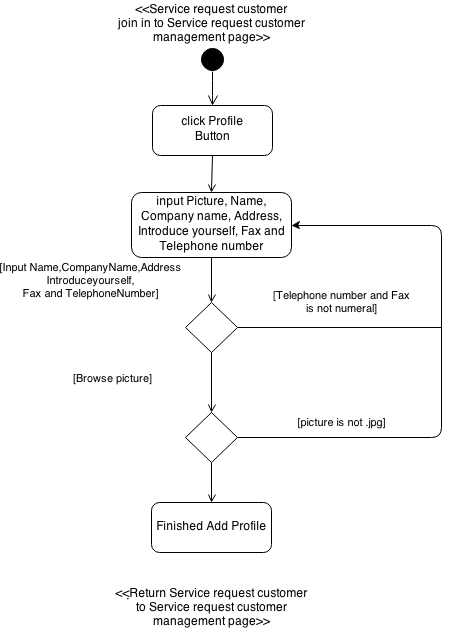 <<Service request customer
join in to Service request customer
management page>>
click Profile
Button
input Picture, Name,
Company name, Address,
Introduce yourself, Fax and
Telephone number
[Input Name,CompanyName,Address
Introduceyourself,
Fax and TelephoneNumber]
[Telephone number and Fax
is not numeral]
[Browse picture]
[picture is not .jpg]
Finished Add Profile
<<Return Service request customer
to Service request customer
management page>>